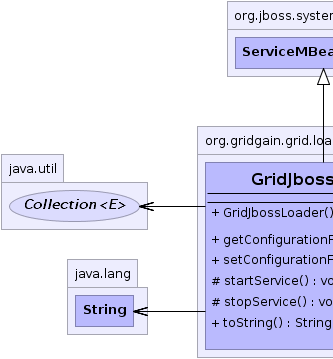 org.jboss.system
ServiceMBea
org.gridgain.grid.loa
java.util
GridJboss
Collection<E>
+ GridJbossLoader()
+ getConfigurationF
+ setConfigurationF
java.lang
# startService() : vo
String
# stopService() : vo
+ toString() : String